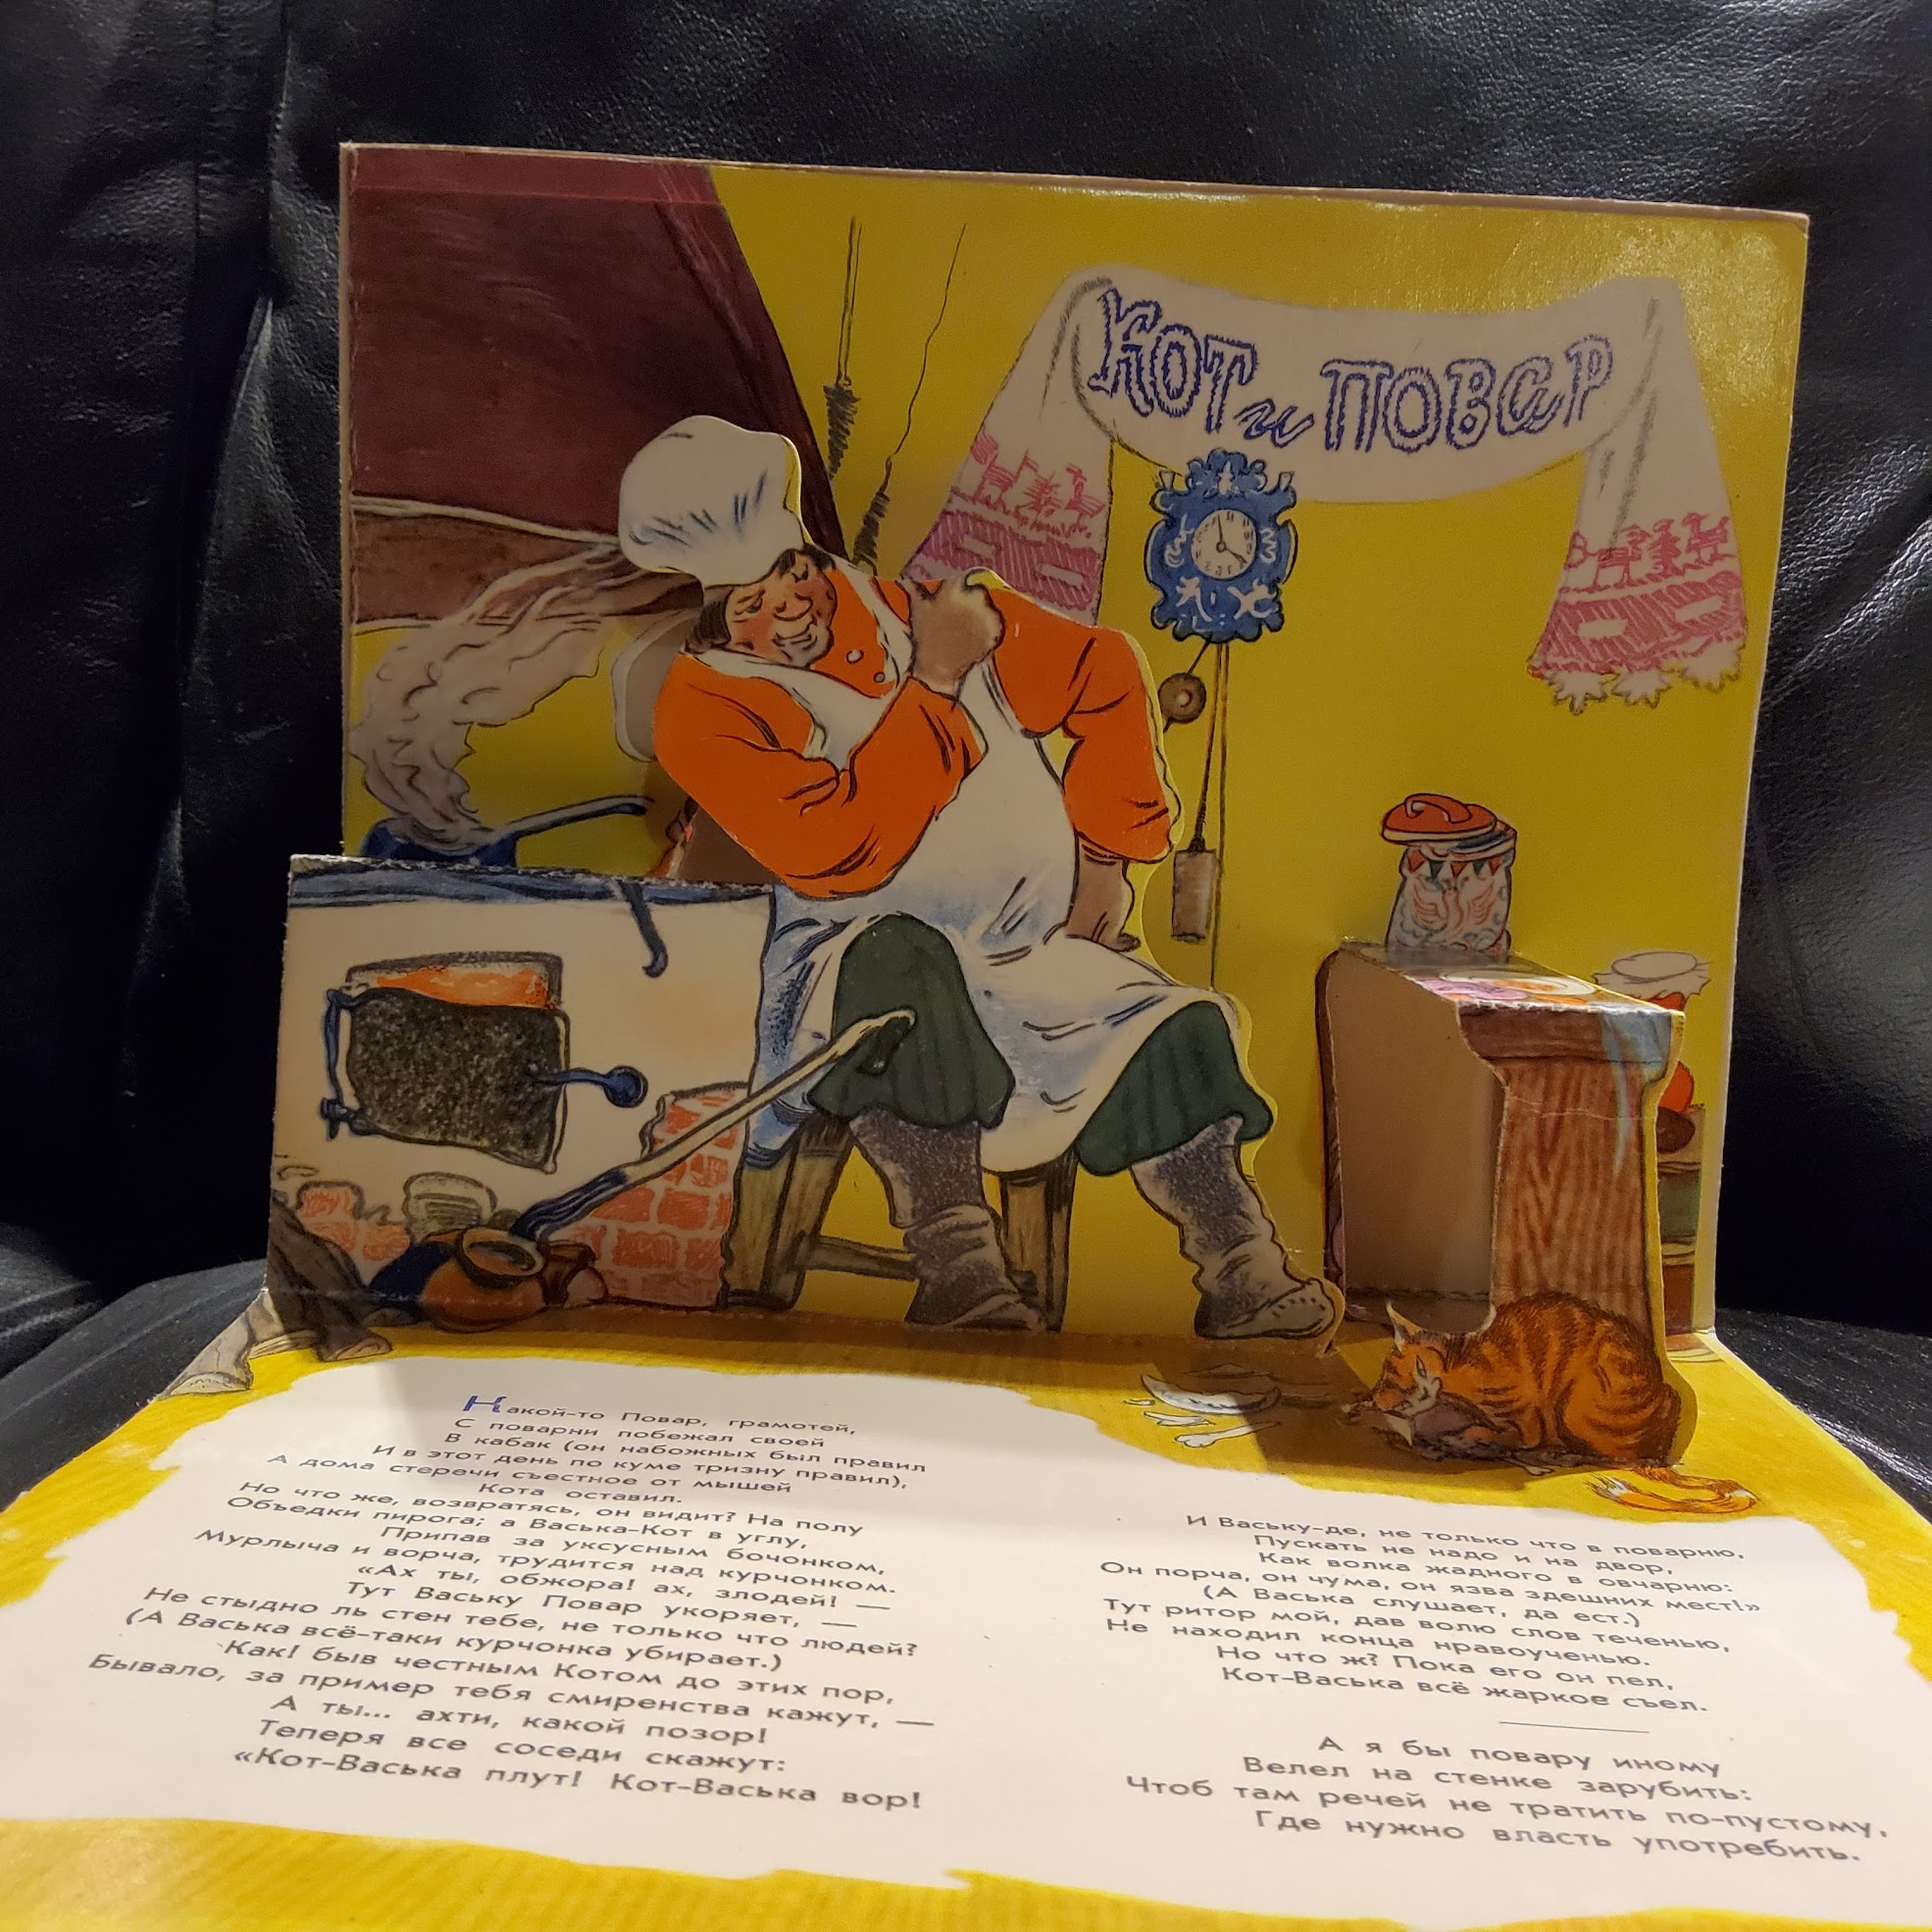 Кот и Повар
Какой-то Повар, грамотей,
С поварни побежал своей
В кабак (он набожных был правил
И в этот день по куме тризну правил),
А дома стеречи съестное от мышей
Кота оставил.
Но что же, возвратясь, он видит? На полу
Объедки пирога; а Васька-Кот в углу,
Припав за уксусным бочонком,
Мурлыча и ворча, трудится над курчонком.
«Ах ты, обжора! ах, злодей! —
Тут Ваську Повар укоряет, —
Не стыдно ль стен тебе, не только что людей?
(А Васька всё-таки курчонка убирает.)
Как! быв честным Котом до этих пор,
Бывало, за пример тебя смиренства кажут, —
А ты... ахти, какой позор!
Теперя все соседи скажут:
«Кот-Васька плут! Кот-Васька вор!
И Ваську-де, не только что в поварню,
Пускать не надо и на двор,
Как волка жадного в овчарню:
Он порча, он чума, он язва здешних мест!»
(А Васька слушает, да ест.)
Тут ритор мой, дав волю слов теченью,
Не находил конца нравоученью.
Но что ж? Пока его он пел,
Кот-Васька всё жаркое съел.
А я бы повару иному
Велел на стенке зарубить:
Чтоб там речей не тратить по-пустому,
Где нужно власть употребить.